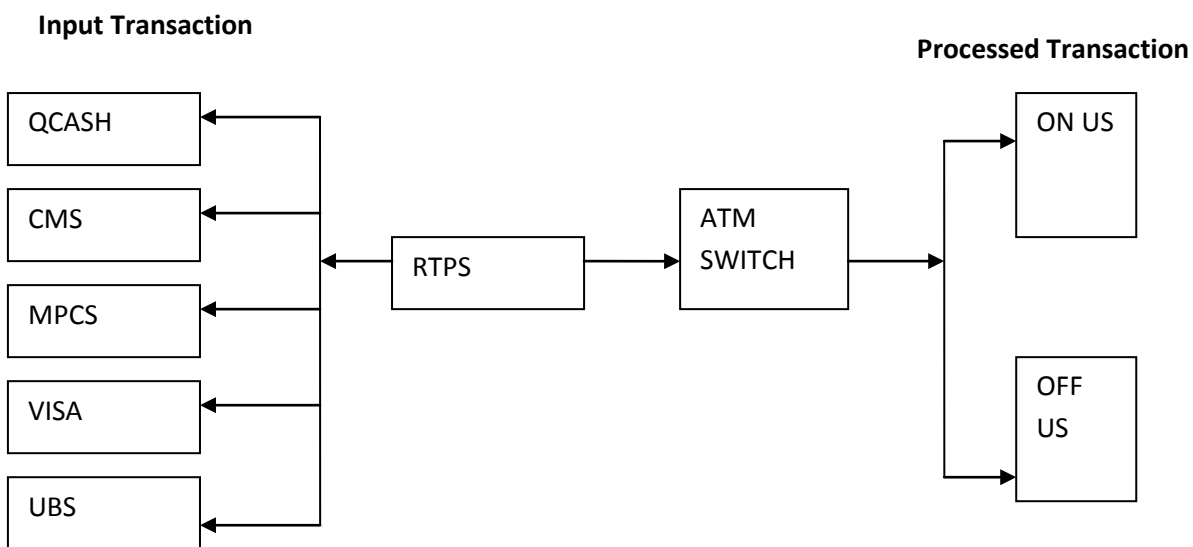 Input Transaction
Processed Transaction
QCASH
ON US
CMS
ATM
SWITCH
RTPS
MPCS
VISA
OFF
US
UBS